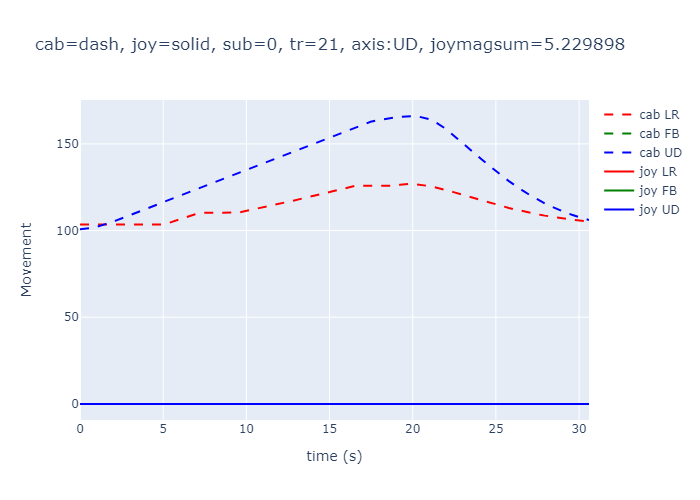 cab=dash, joy=solid, sub=0, tr=21, axis:UD, joymagsum=5.229898
cab LR
cab FB
cab UD
joy LR
joy FB
joy UD
Movement
150
100
50
0
0 5 10 15 20 25 30
time (s)